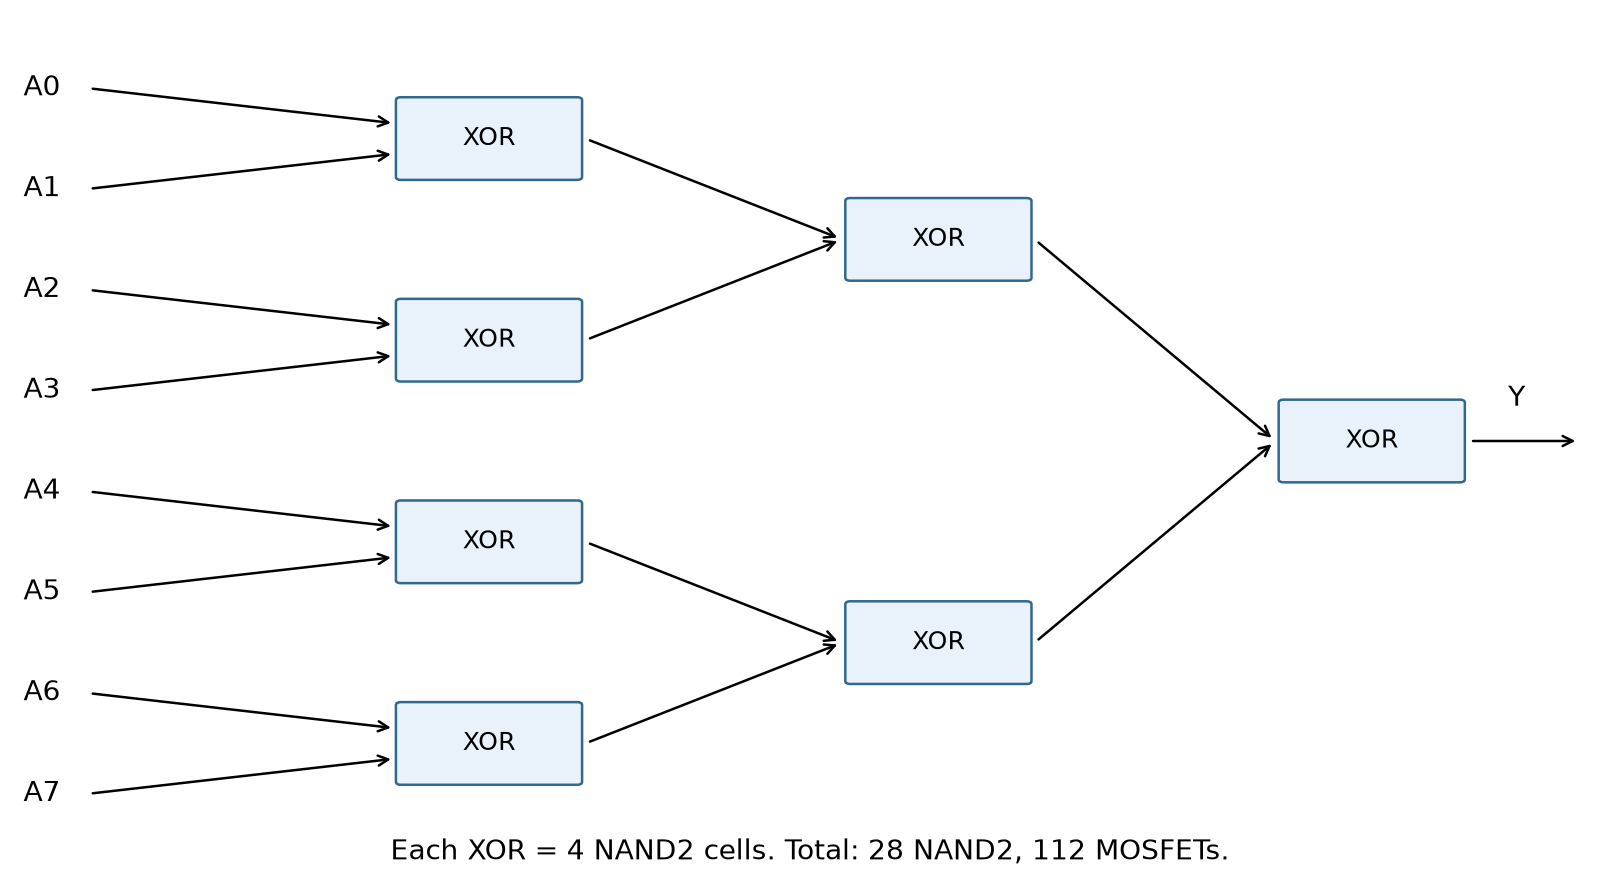 A0
A1
A2
A3
A4
A5
A6
A7
XOR
XOR
XOR
XOR
XOR
XOR
XOR
Y
Each XOR = 4 NAND2 cells. Total: 28 NAND2, 112 MOSFETs.